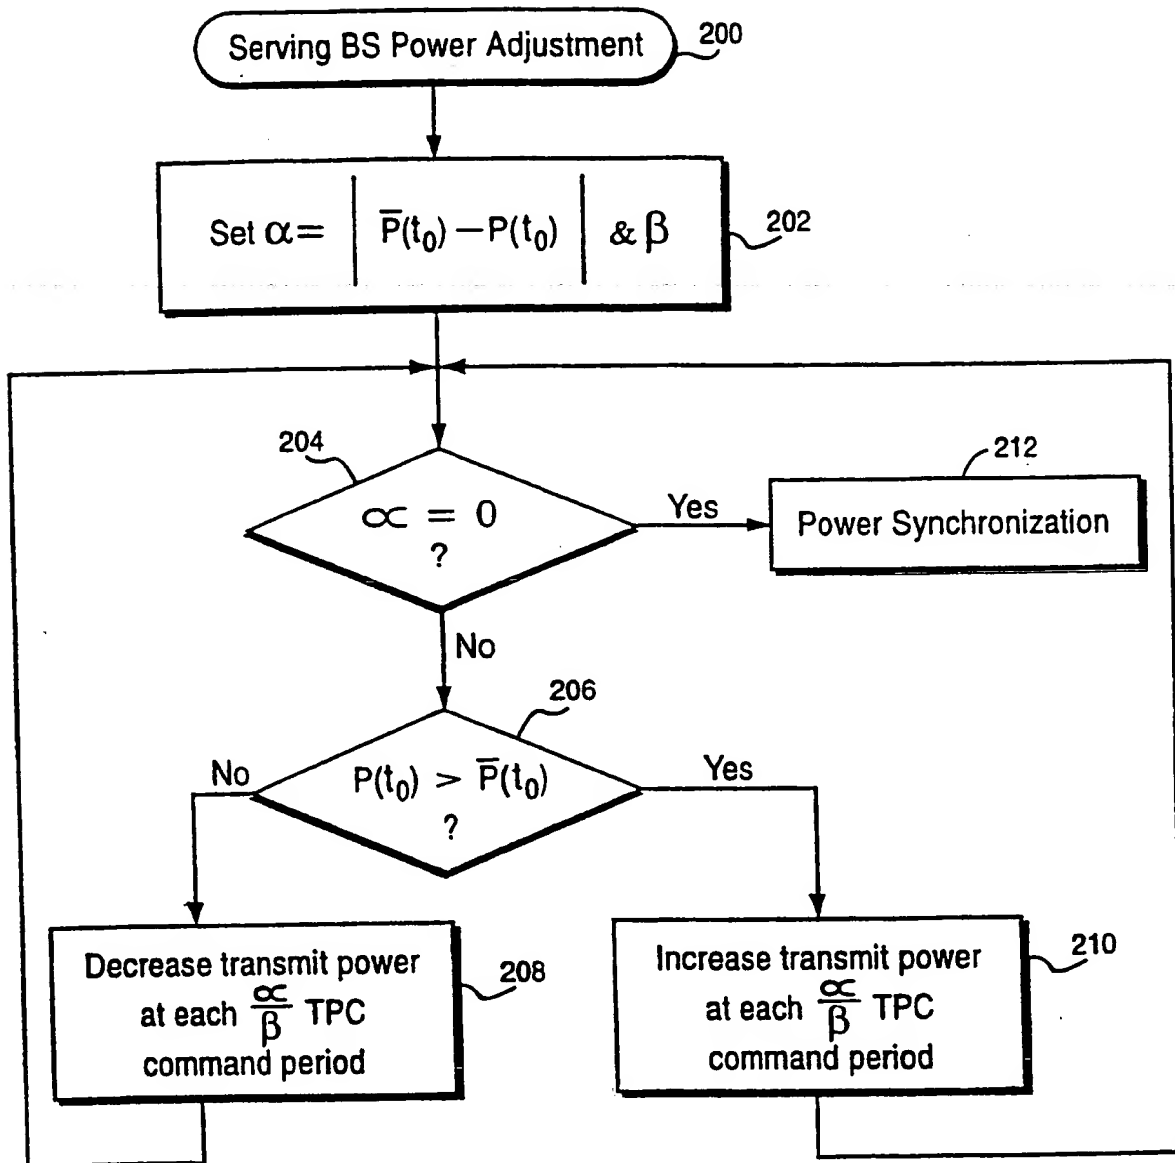 Serving BS Power Adjustment
200
Set α = | P̅(t₀) – P(t₀) | & β
202
204
∝ = 0
?
Yes
212
Power Synchronization
No
206
P(t₀) > P̅(t₀)
?
No
Yes
Decrease transmit power
at each ∝/β TPC
command period
208
Increase transmit power
at each ∝/β TPC
command period
210